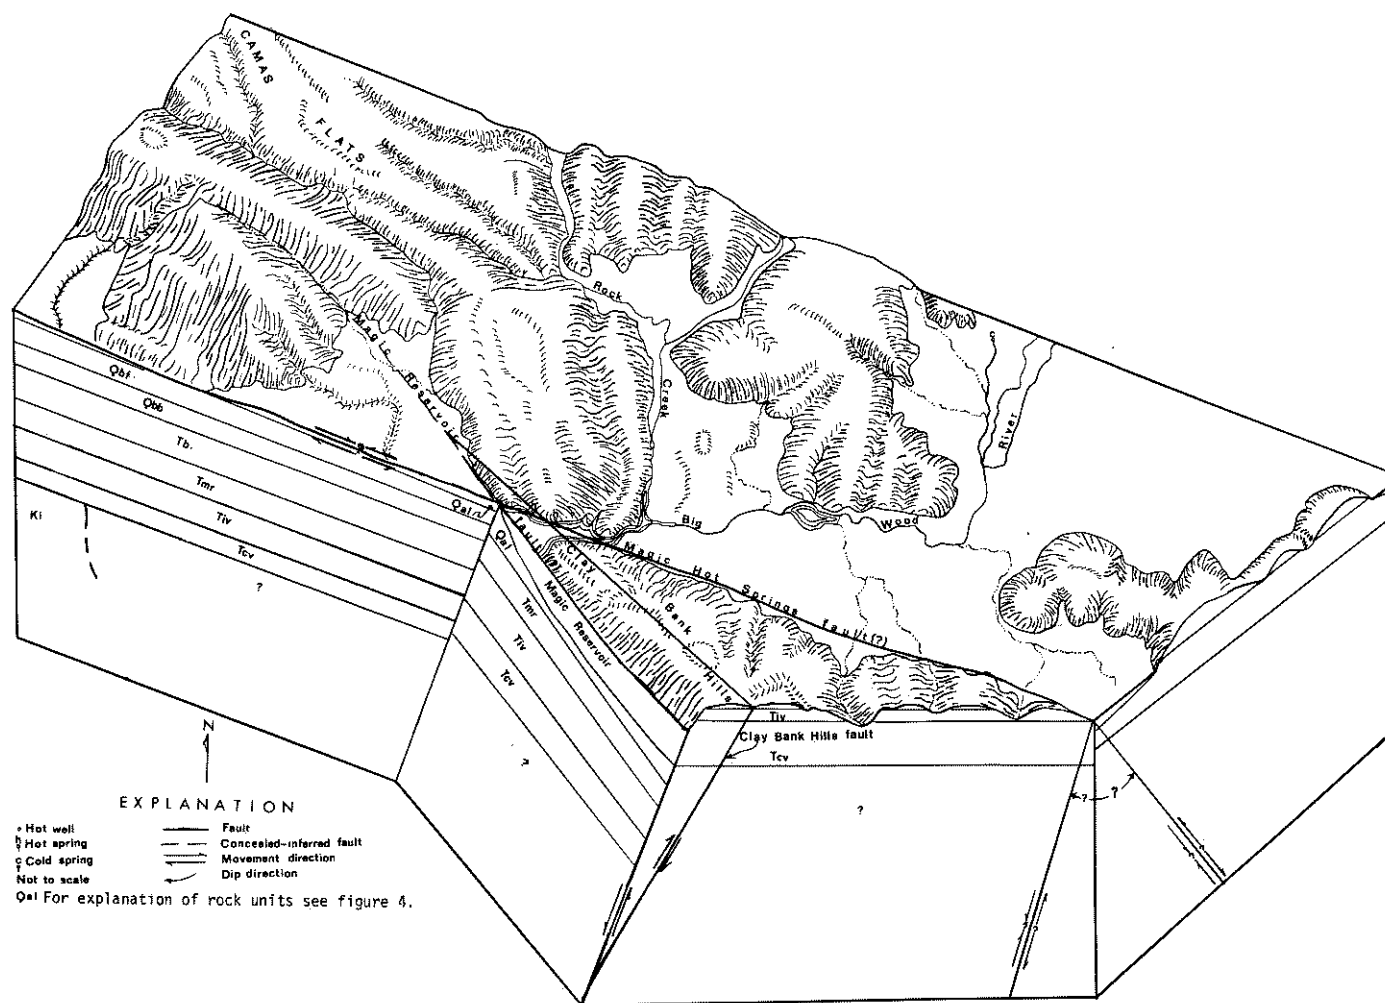 CAMAS
FLATS
Rock
Creek
Magic Reservoir fault(?)
River
Big Wood
Magic Hot Springs fault(?)
Clay Bank Hills
Magic Reservoir
Qbf
Qbb
Tb
Tmr
Tiv
Tcv
Ki
?
Qal
Qal
Tmr
Tiv
Tcv
?
Tiv
Clay Bank Hills fault
Tcv
?
?
?
?
c
N
EXPLANATION
Hot well
h Hot spring
c Cold spring
Not to scale
Fault
Concealed-inferred fault
Movement direction
Dip direction
Qal For explanation of rock units see figure 4.